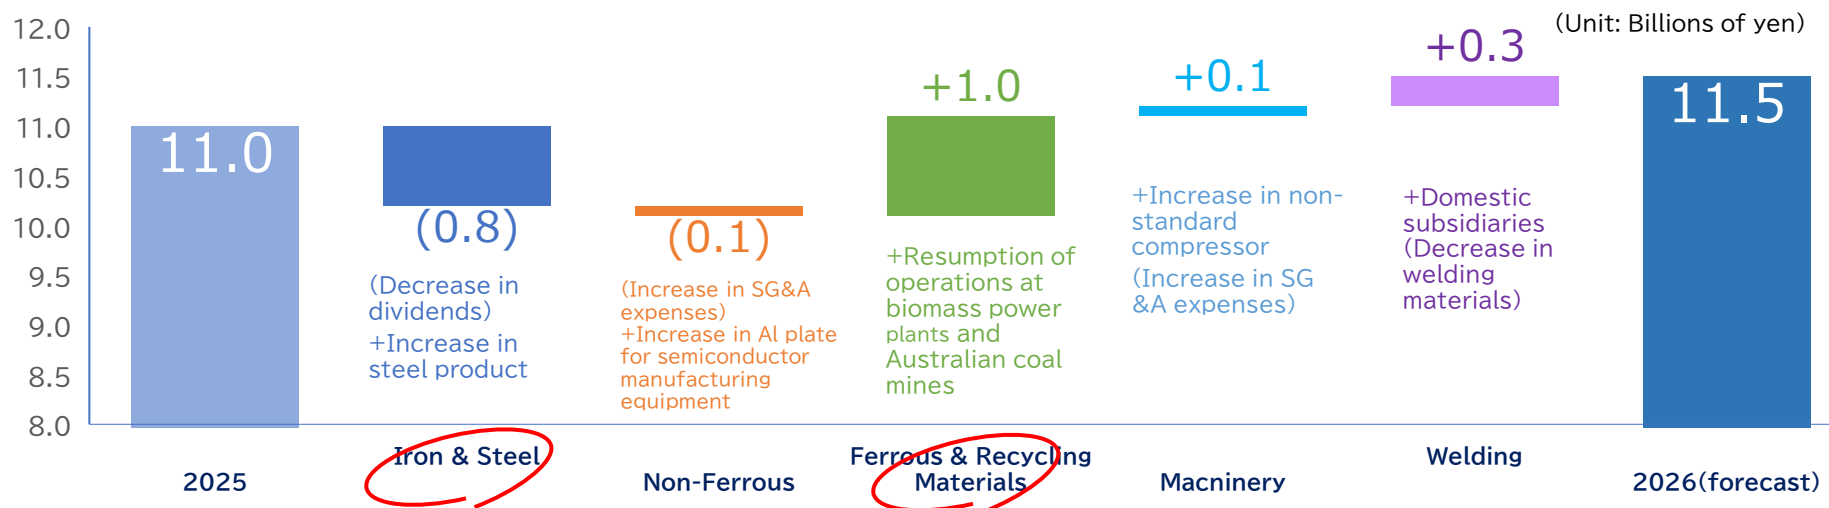 (Unit: Billions of yen)
12.0
11.5
11.0
10.5
10.0
9.5
9.0
8.5
8.0
11.0
(0.8)
(Decrease in
dividends)
+Increase in
steel product
(0.1)
(Increase in SG&A
expenses)
+Increase in Al plate
for semiconductor
manufacturing
equipment
+1.0
+Resumption of
operations at
biomass power
plants and
Australian coal
mines
+0.1
+Increase in non-
standard
compressor
(Increase in SG
&A expenses)
+0.3
+Domestic
subsidiaries
(Decrease in
welding
materials)
11.5
2025
Iron & Steel
Non-Ferrous
Ferrous & Recycling
Materials
Macninery
Welding
2026(forecast)